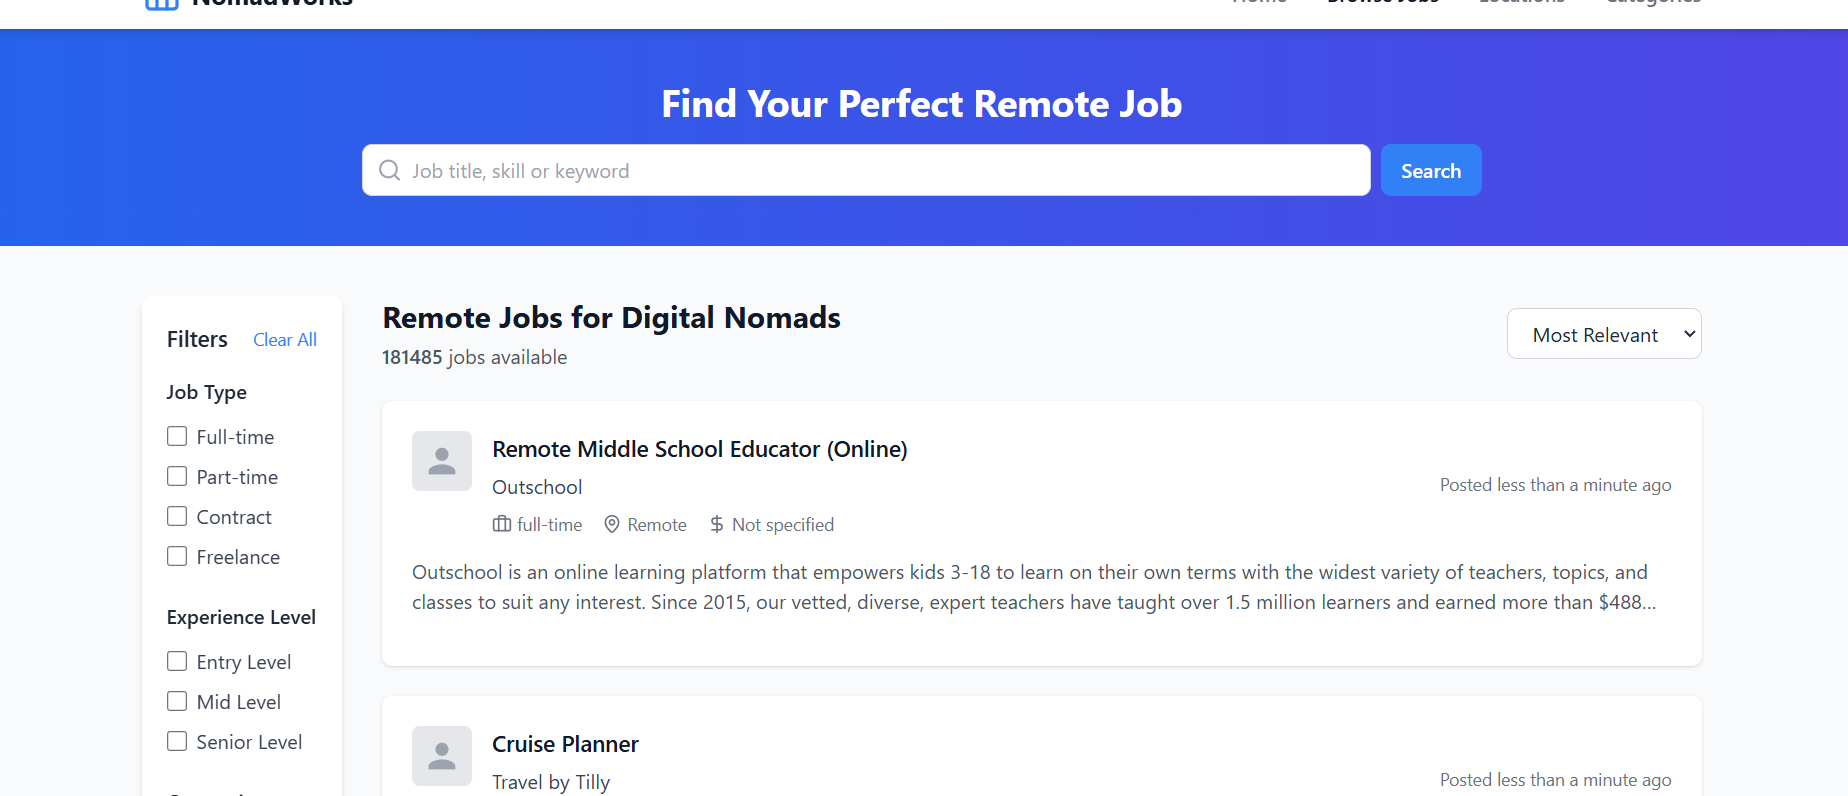 NomadWorks
Home Browse Jobs Locations Categories
Find Your Perfect Remote Job
Job title, skill or keyword
Search
Filters Clear All
Job Type
Full-time
Part-time
Contract
Freelance
Experience Level
Entry Level
Mid Level
Senior Level
Remote Jobs for Digital Nomads
181485 jobs available
Most Relevant
Remote Middle School Educator (Online)
Outschool
Posted less than a minute ago
full-time Remote Not specified
Outschool is an online learning platform that empowers kids 3-18 to learn on their own terms with the widest variety of teachers, topics, and
classes to suit any interest. Since 2015, our vetted, diverse, expert teachers have taught over 1.5 million learners and earned more than $488...
Cruise Planner
Travel by Tilly
Posted less than a minute ago